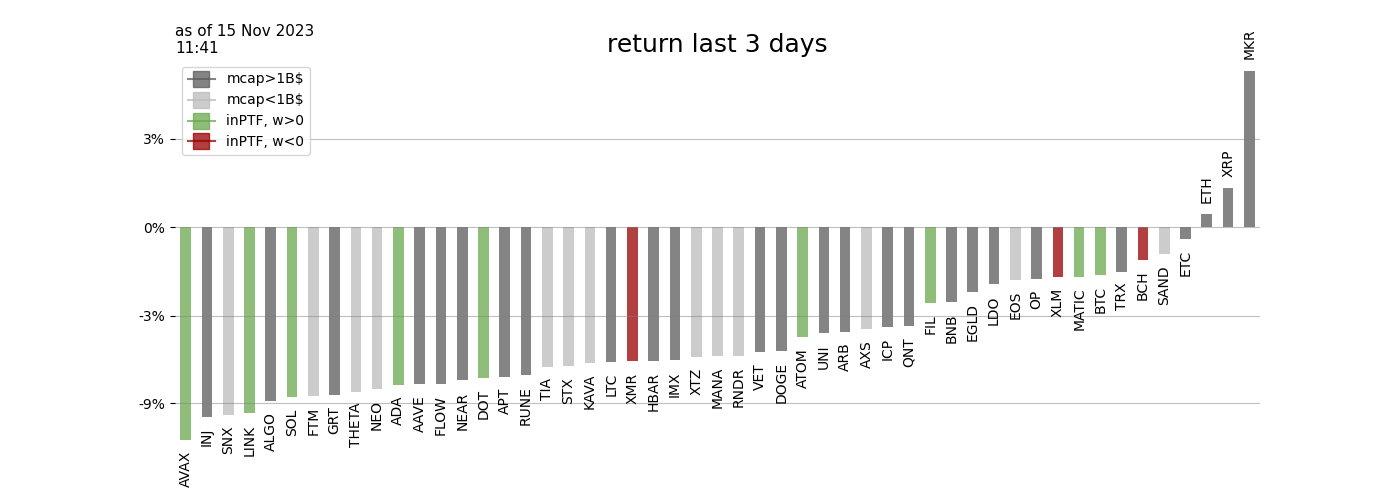 as of 15 Nov 2023
11:41
return last 3 days
mcap>1B$
mcap<1B$
inPTF, w>0
inPTF, w<0
3%
0%
-3%
-9%
AVAX
INJ
SNX
LINK
ALGO
SOL
FTM
GRT
THETA
NEO
ADA
AAVE
FLOW
NEAR
DOT
APT
RUNE
TIA
STX
KAVA
LTC
XMR
HBAR
IMX
XTZ
MANA
RNDR
VET
DOGE
ATOM
UNI
ARB
AXS
ICP
QNT
FIL
BNB
EGLD
LDO
EOS
OP
XLM
MATIC
BTC
TRX
BCH
SAND
ETC
ETH
XRP
MKR